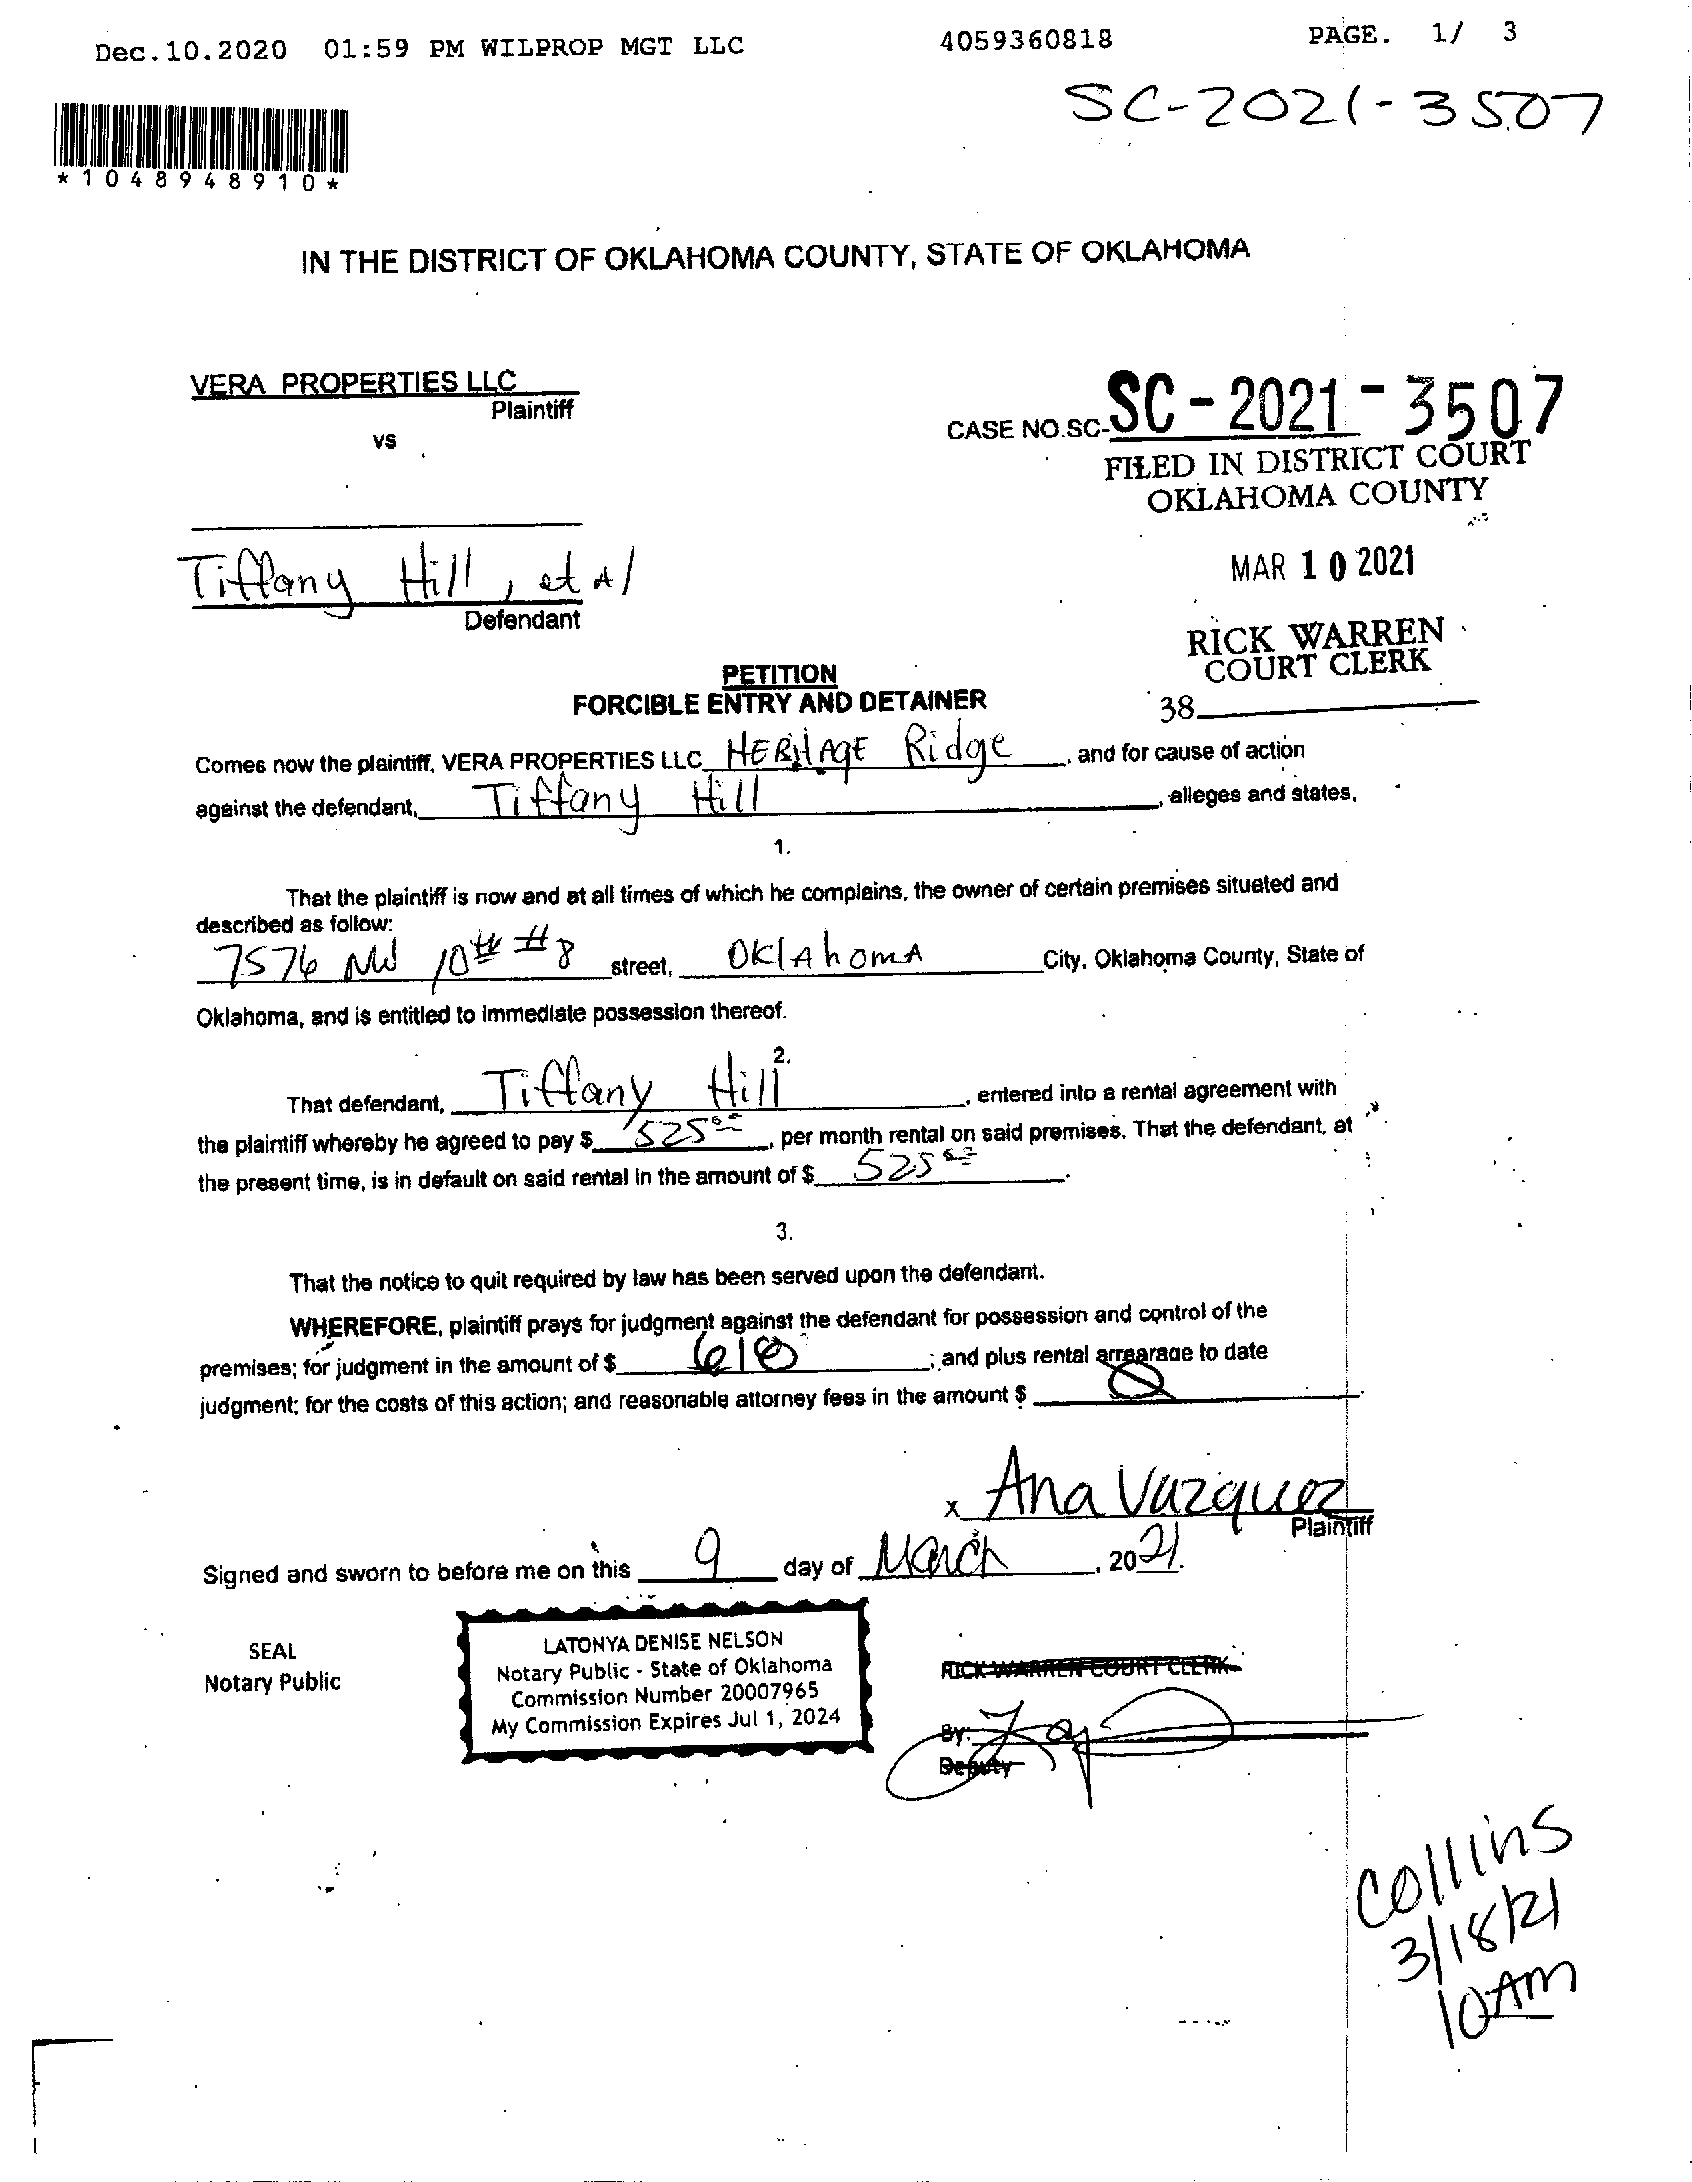 Dec.10.2020 01:59 PM WILPROP MGT LLC 4059360818 PAGE. 1/ 3
SC-2021-3507
*1048948910*
IN THE DISTRICT OF OKLAHOMA COUNTY, STATE OF OKLAHOMA
VERA PROPERTIES LLC
Plaintiff
vs
CASE NO.SC-SC-2021-3507
FILED IN DISTRICT COURT
OKLAHOMA COUNTY
MAR 10 2021
RICK WARREN
COURT CLERK
38
Tiffany Hill, et Al
Defendant
PETITION
FORCIBLE ENTRY AND DETAINER
Comes now the plaintiff, VERA PROPERTIES LLC HERitAgE Ridge, and for cause of action
against the defendant, Tiffany Hill, alleges and states,
1.
That the plaintiff is now and at all times of which he complains, the owner of certain premises situated and
described as follow:
7576 NW 10th #8 street, OKlAhomA City, Oklahoma County, State of
Oklahoma, and is entitled to immediate possession thereof.
2.
That defendant, Tiffany Hill, entered into a rental agreement with
the plaintiff whereby he agreed to pay $ 525 00, per month rental on said premises. That the defendant, at
the present time, is in default on said rental in the amount of $ 525 00.
3.
That the notice to quit required by law has been served upon the defendant.
WHEREFORE, plaintiff prays for judgment against the defendant for possession and control of the
premises; for judgment in the amount of $ 610; and plus rental arrearage to date
judgment; for the costs of this action; and reasonable attorney fees in the amount $ 0.
x Ana Vazquez
Plaintiff
Signed and sworn to before me on this 9 day of March, 2021.
SEAL
Notary Public
LATONYA DENISE NELSON
Notary Public - State of Oklahoma
Commission Number 20007965
My Commission Expires Jul 1, 2024
RICK WARREN COURT CLERK
By:
Deputy
Collins
3/18/21
10AM